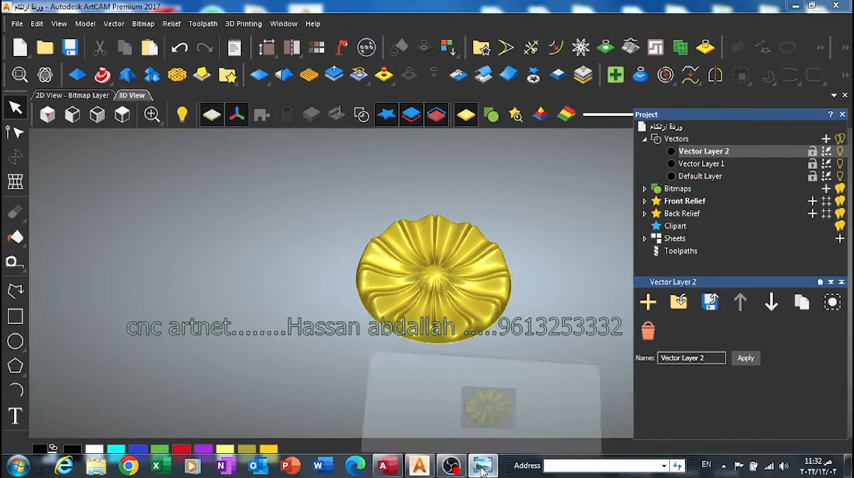 وردة ارتكام - Autodesk ArtCAM Premium 2017
File Edit View Model Vector Bitmap Relief Toolpath 3D Printing Window Help
2D View - Bitmap Layer 3D View
Project
وردة ارتكام
Vectors
Vector Layer 2
Vector Layer 1
Default Layer
Bitmaps
Front Relief
Back Relief
Clipart
Sheets
Toolpaths
Vector Layer 2
Name: Vector Layer 2 Apply
cnc artnet........Hassan abdallah .....9613253332
Address
EN
11:32 ص
٢٠٢٣/١٢/٠٣